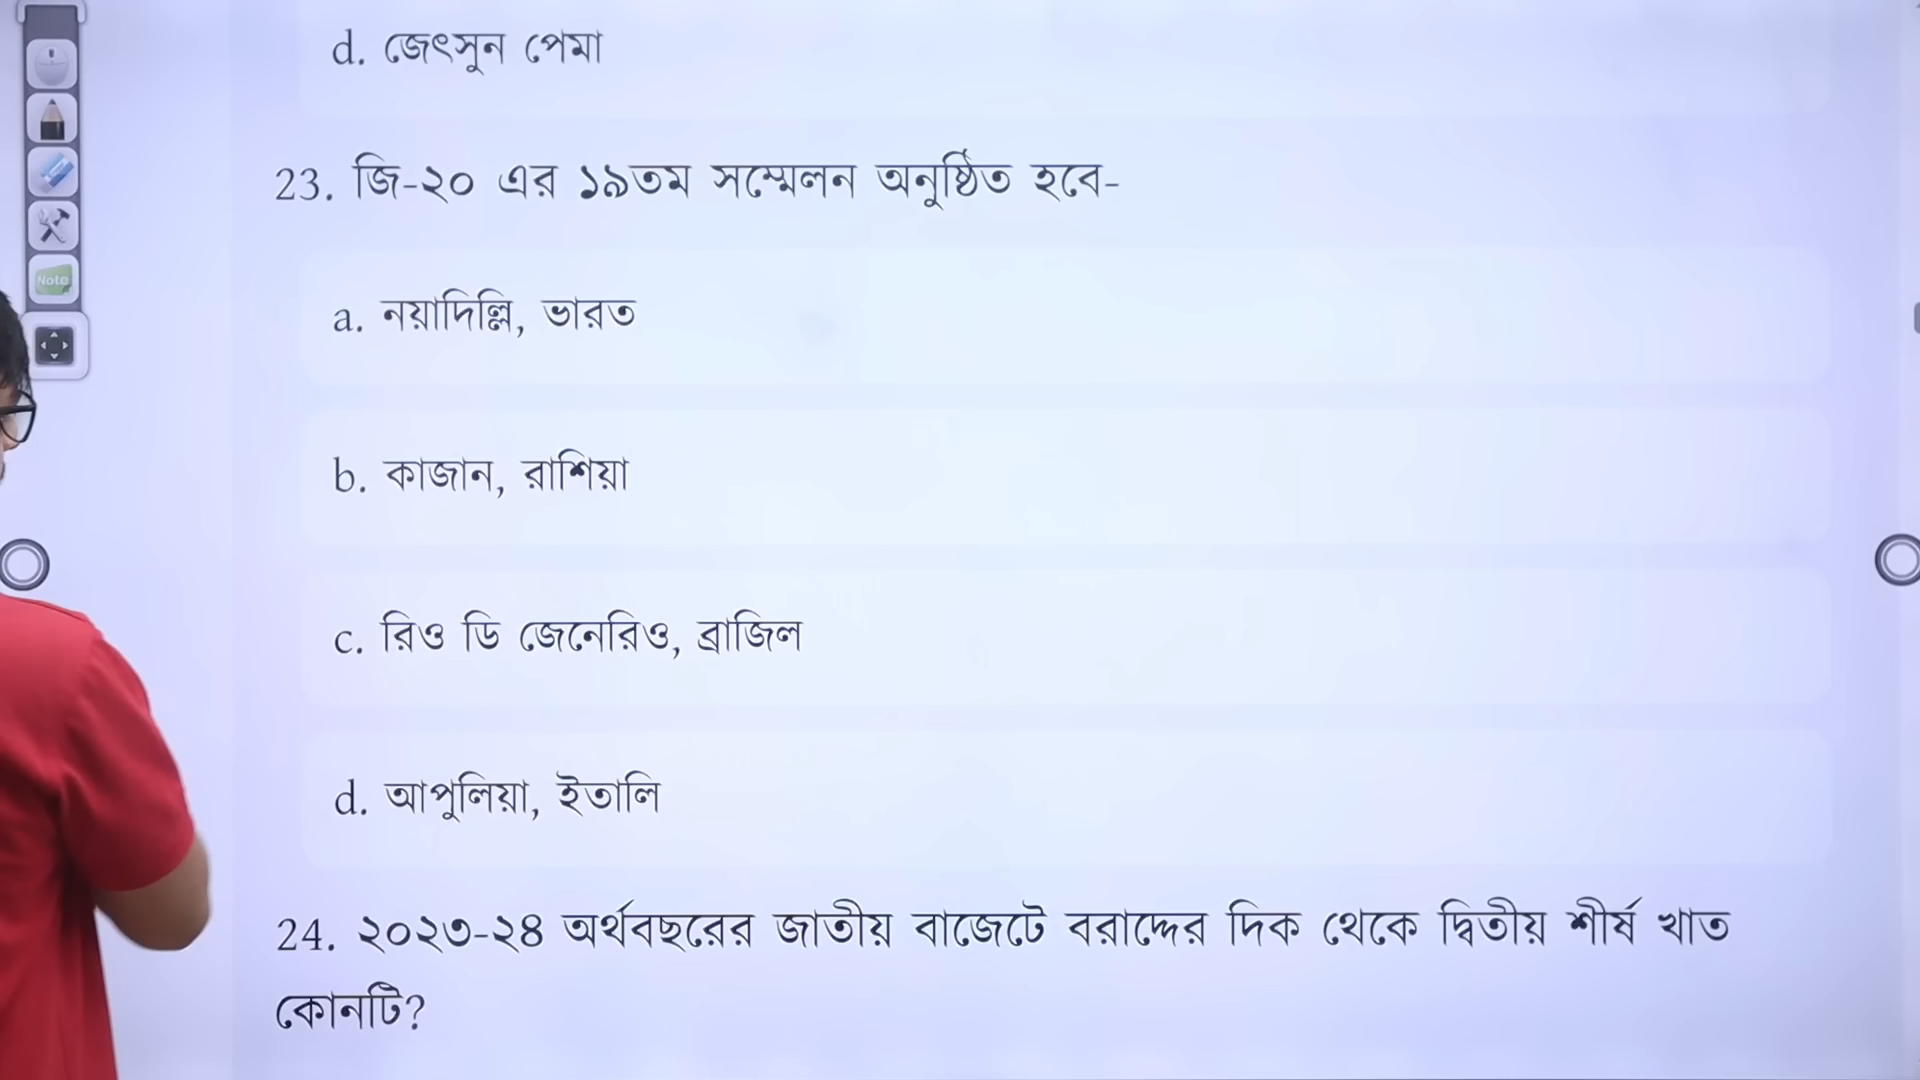 d. জেৎসুন পেমা
23. জি-২০ এর ১৯তম সম্মেলন অনুষ্ঠিত হবে-
Note
a. নয়াদিল্লি, ভারত
b. কাজান, রাশিয়া
c. রিও ডি জেনেরিও, ব্রাজিল
d. আপুলিয়া, ইতালি
24. ২০২৩-২৪ অর্থবছরের জাতীয় বাজেটে বরাদ্দের দিক থেকে দ্বিতীয় শীর্ষ খাত
কোনটি?